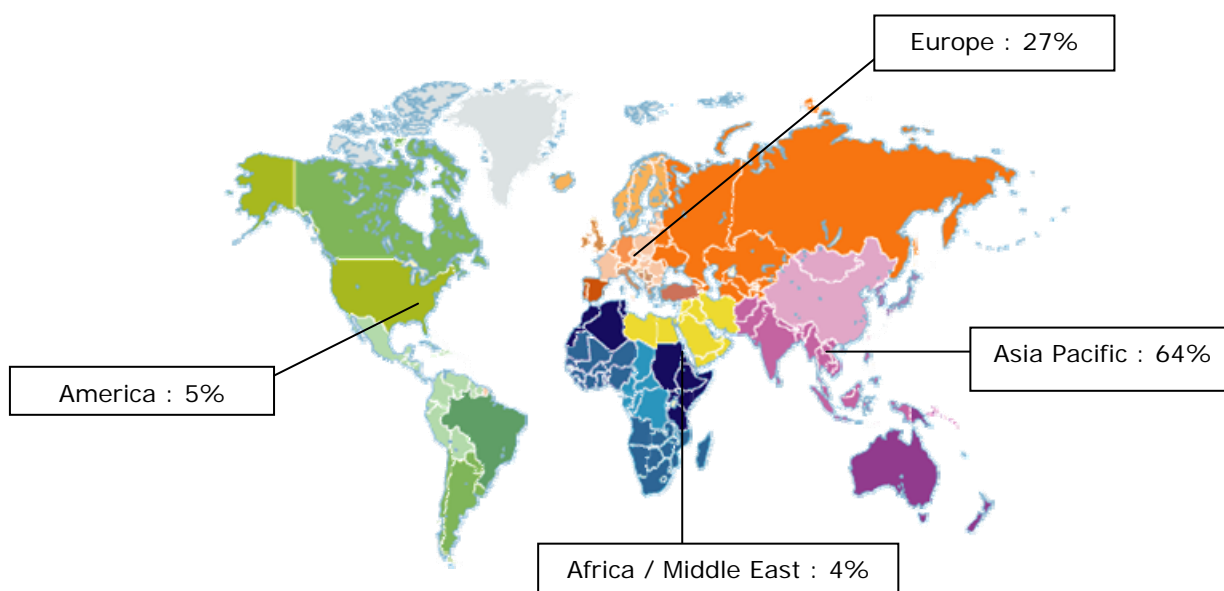 Europe : 27%
Asia Pacific : 64%
America : 5%
Africa / Middle East : 4%